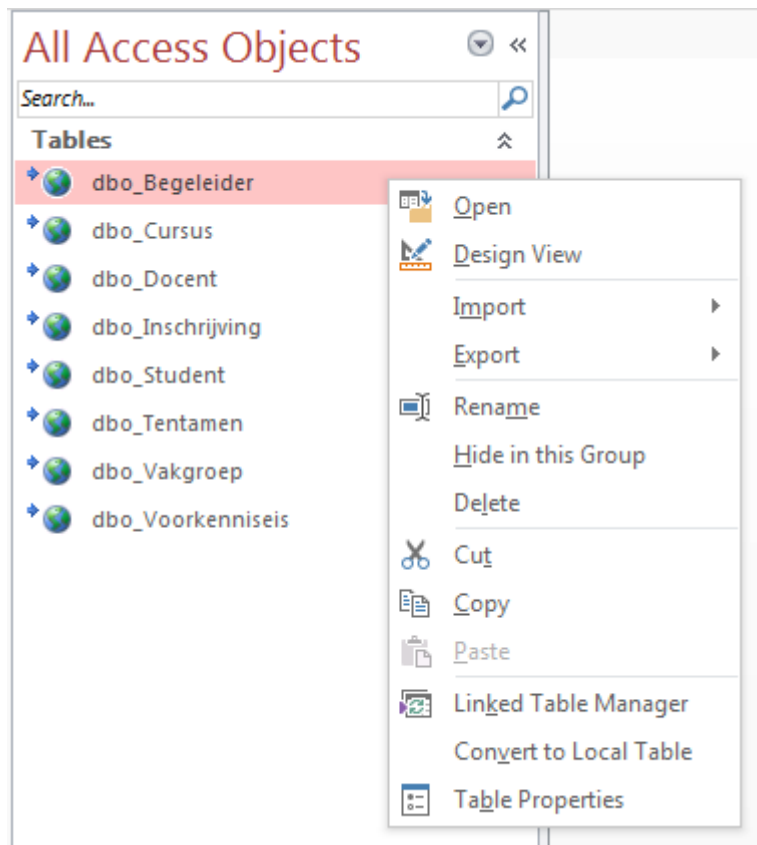 All Access Objects
Search...
Tables
dbo_Begeleider
dbo_Cursus
dbo_Docent
dbo_Inschrijving
dbo_Student
dbo_Tentamen
dbo_Vakgroep
dbo_Voorkenniseis
Open
Design View
Import
Export
Rename
Hide in this Group
Delete
Cut
Copy
Paste
Linked Table Manager
Convert to Local Table
Table Properties